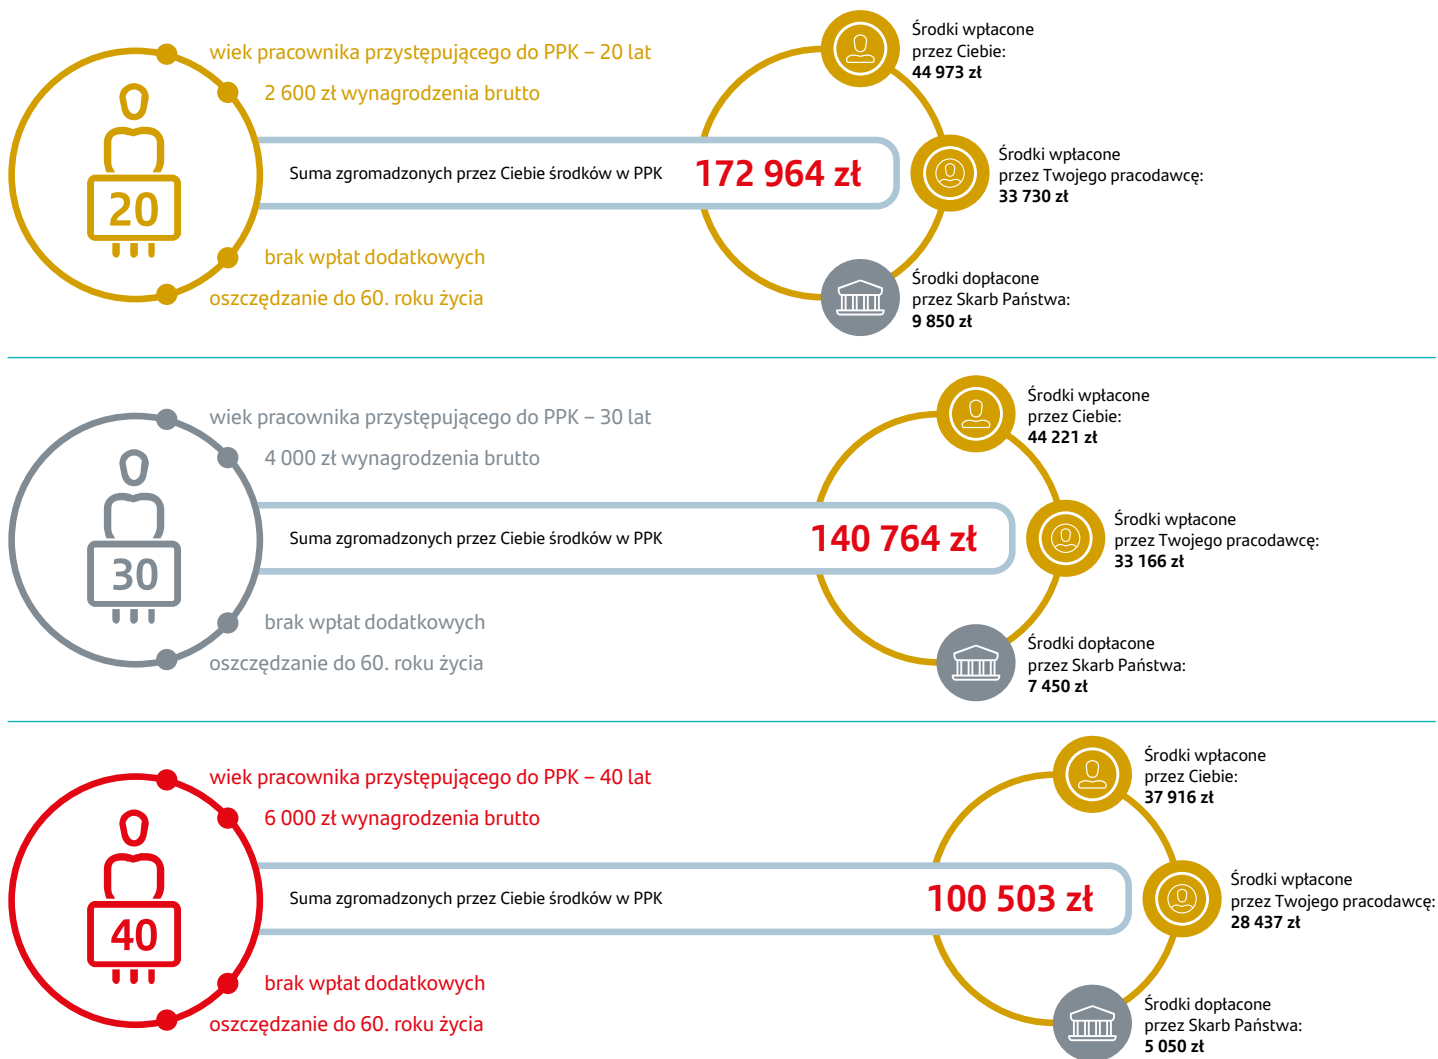 wiek pracownika przystępującego do PPK – 20 lat
2 600 zł wynagrodzenia brutto
20
Suma zgromadzonych przez Ciebie środków w PPK
172 964 zł
brak wpłat dodatkowych
oszczędzanie do 60. roku życia
Środki wpłacone
przez Ciebie:
44 973 zł
Środki wpłacone
przez Twojego pracodawcę:
33 730 zł
Środki dopłacone
przez Skarb Państwa:
9 850 zł
wiek pracownika przystępującego do PPK – 30 lat
4 000 zł wynagrodzenia brutto
30
Suma zgromadzonych przez Ciebie środków w PPK
140 764 zł
brak wpłat dodatkowych
oszczędzanie do 60. roku życia
Środki wpłacone
przez Ciebie:
44 221 zł
Środki wpłacone
przez Twojego pracodawcę:
33 166 zł
Środki dopłacone
przez Skarb Państwa:
7 450 zł
wiek pracownika przystępującego do PPK – 40 lat
6 000 zł wynagrodzenia brutto
40
Suma zgromadzonych przez Ciebie środków w PPK
100 503 zł
brak wpłat dodatkowych
oszczędzanie do 60. roku życia
Środki wpłacone
przez Ciebie:
37 916 zł
Środki wpłacone
przez Twojego pracodawcę:
28 437 zł
Środki dopłacone
przez Skarb Państwa:
5 050 zł